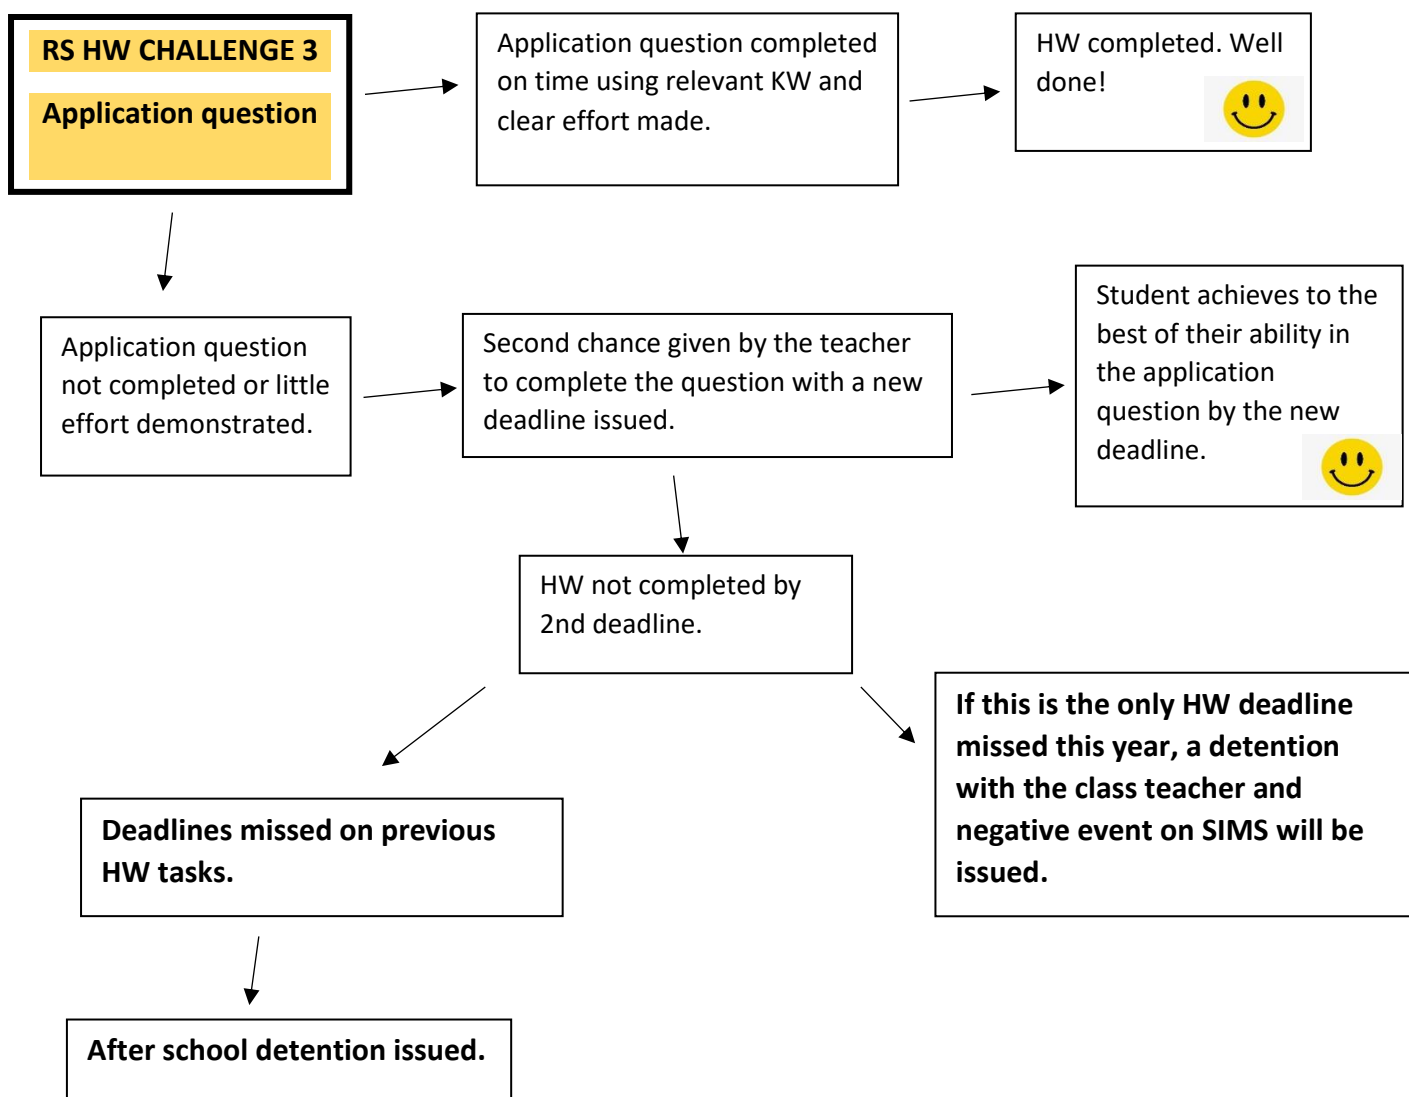 RS HW CHALLENGE 3
Application question
Application question completed
on time using relevant KW and
clear effort made.
HW completed. Well
done!
Application question
not completed or little
effort demonstrated.
Second chance given by the teacher
to complete the question with a new
deadline issued.
Student achieves to the
best of their ability in
the application
question by the new
deadline.
HW not completed by
2nd deadline.
Deadlines missed on previous
HW tasks.
If this is the only HW deadline
missed this year, a detention
with the class teacher and
negative event on SIMS will be
issued.
After school detention issued.